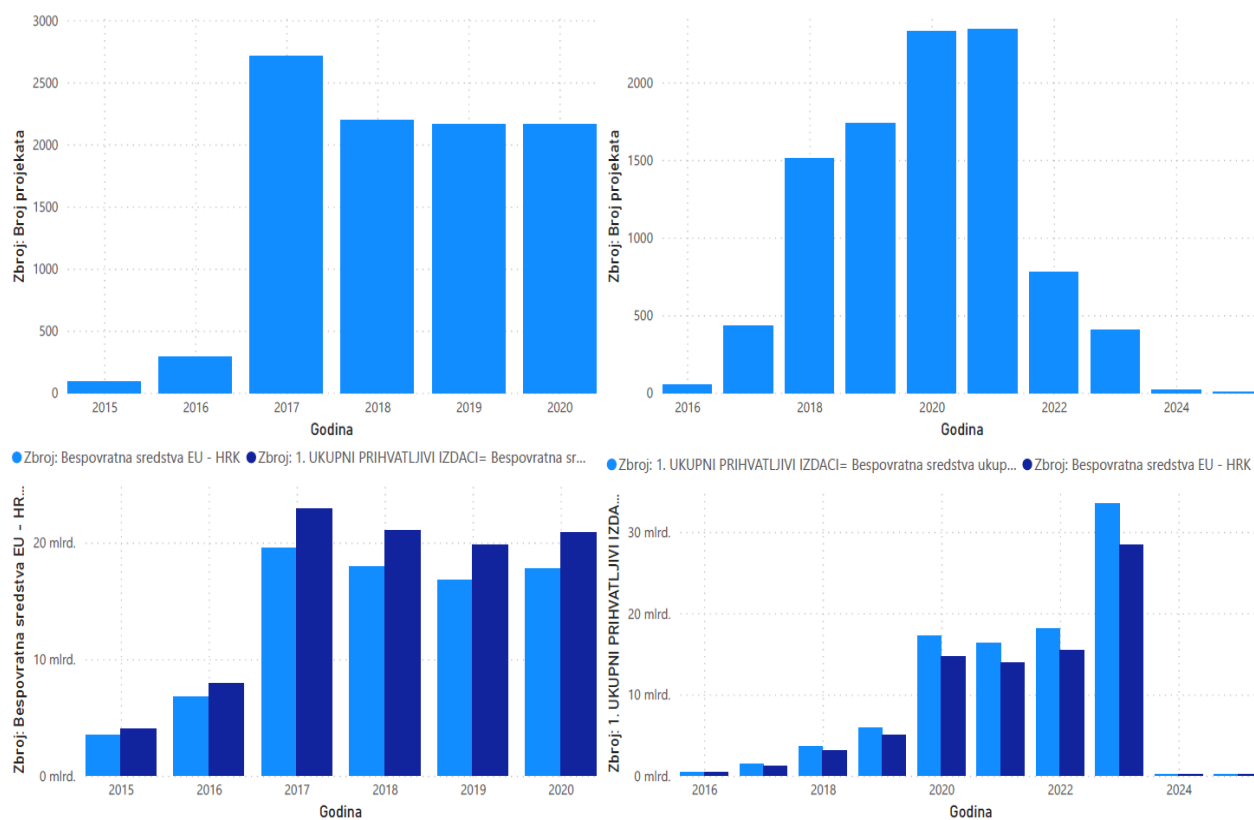 Zbroj: Broj projekata
3000
2500
2000
1500
1000
500
0
2015 2016 2017 2018 2019 2020
Godina
Zbroj: Broj projekata
2000
1500
1000
500
0
2016 2018 2020 2022 2024
Godina
Zbroj: Bespovratna sredstva EU - HRK Zbroj: 1. UKUPNI PRIHVATLJIVI IZDACI= Bespovratna sr...
Zbroj: Bespovratna sredstva EU - HR...
20 mlrd.
10 mlrd.
0 mlrd.
2015 2016 2017 2018 2019 2020
Godina
Zbroj: 1. UKUPNI PRIHVATLJIVI IZDACI= Bespovratna sredstva ukup... Zbroj: Bespovratna sredstva EU - HRK
Zbroj: 1. UKUPNI PRIHVATLJIVI IZDA...
30 mlrd.
20 mlrd.
10 mlrd.
0 mlrd.
2016 2018 2020 2022 2024
Godina